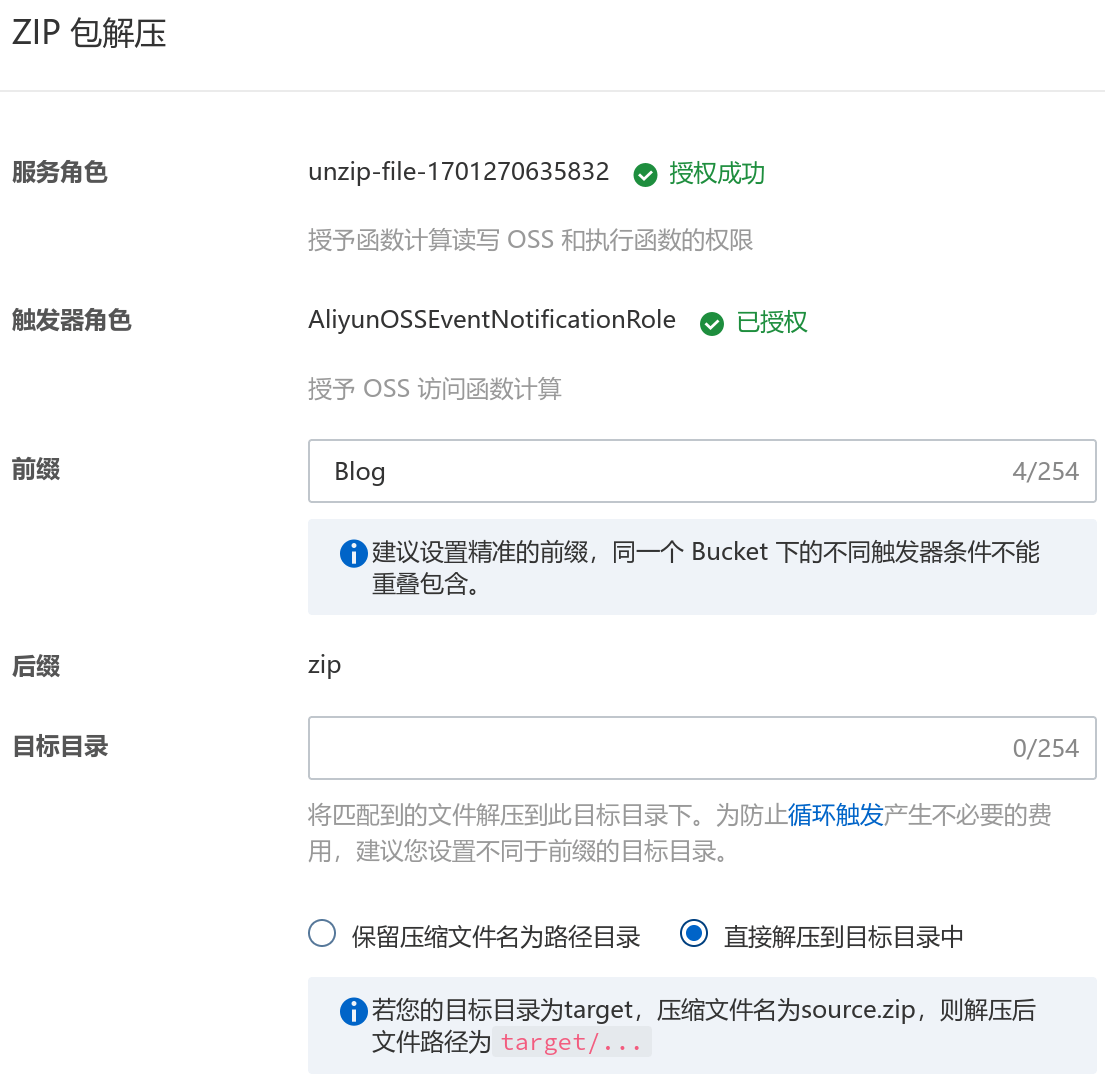 ZIP 包解压
服务角色
unzip-file-1701270635832 授权成功
授予函数计算读写 OSS 和执行函数的权限
触发器角色
AliyunOSSEventNotificationRole 已授权
授予 OSS 访问函数计算
前缀
Blog 4/254
建议设置精准的前缀，同一个 Bucket 下的不同触发器条件不能
重叠包含。
后缀
zip
目标目录
0/254
将匹配到的文件解压到此目标目录下。为防止循环触发产生不必要的费
用，建议您设置不同于前缀的目标目录。
保留压缩文件名为路径目录 直接解压到目标目录中
若您的目标目录为target，压缩文件名为source.zip，则解压后
文件路径为 target/...